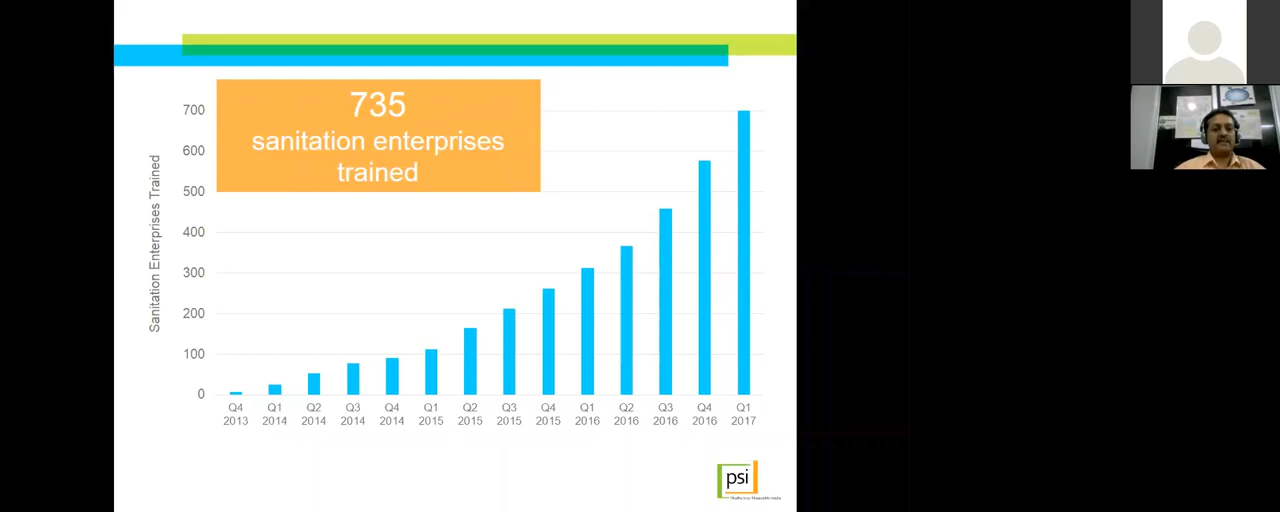 735
sanitation enterprises
trained
Sanitation Enterprises Trained
700
600
500
400
300
200
100
0
Q4 Q1 Q2 Q3 Q4 Q1 Q2 Q3 Q4 Q1 Q2 Q3 Q4 Q1
2013 2014 2014 2014 2014 2015 2015 2015 2015 2016 2016 2016 2016 2017
psi